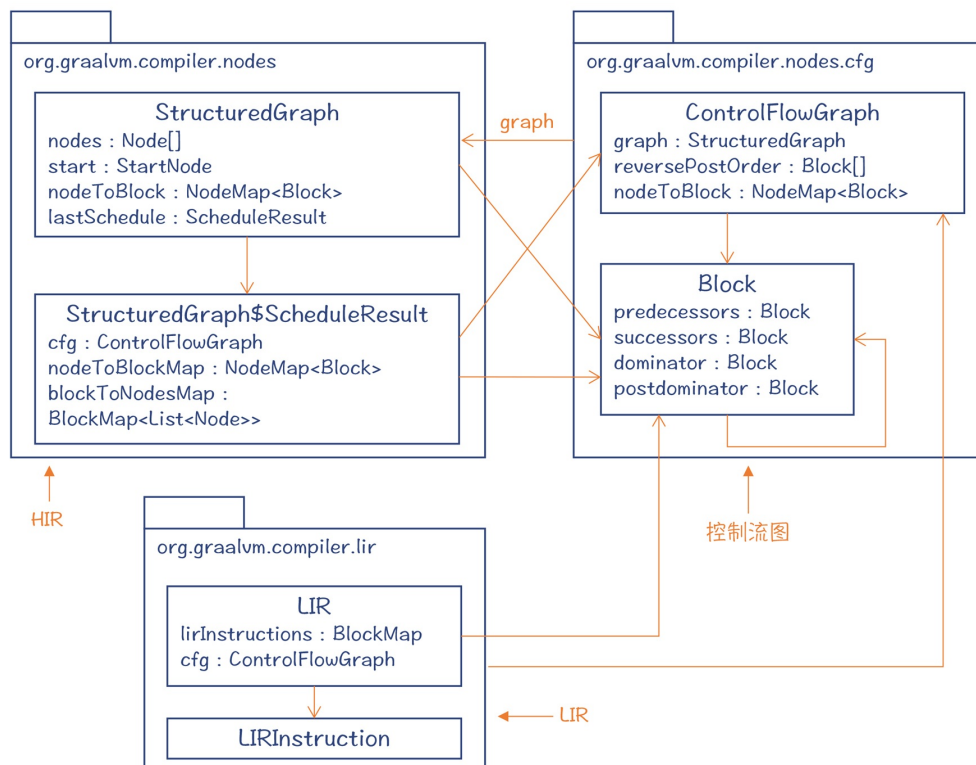 org.graalvm.compiler.nodes
StructuredGraph
nodes : Node[]
start : StartNode
nodeToBlock : NodeMap<Block>
lastSchedule : ScheduleResult
StructuredGraph$ScheduleResult
cfg : ControlFlowGraph
nodeToBlockMap : NodeMap<Block>
blockToNodesMap :
BlockMap<List<Node>>
HIR
graph
org.graalvm.compiler.nodes.cfg
ControlFlowGraph
graph : StructuredGraph
reversePostOrder : Block[]
nodeToBlock : NodeMap<Block>
Block
predecessors : Block
successors : Block
dominator : Block
postdominator : Block
控制流图
org.graalvm.compiler.lir
LIR
lirInstructions : BlockMap
cfg : ControlFlowGraph
LIRInstruction
LIR